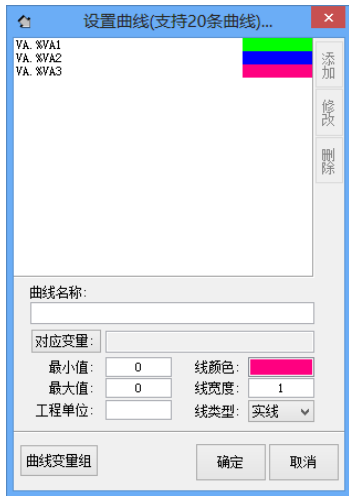 设置曲线(支持20条曲线)...
VA.%VA1
VA.%VA2
VA.%VA3
添加
修改
删除
曲线名称:
对应变量:
最小值: 0 线颜色:
最大值: 0 线宽度: 1
工程单位: 线类型: 实线
曲线变量组 确定 取消